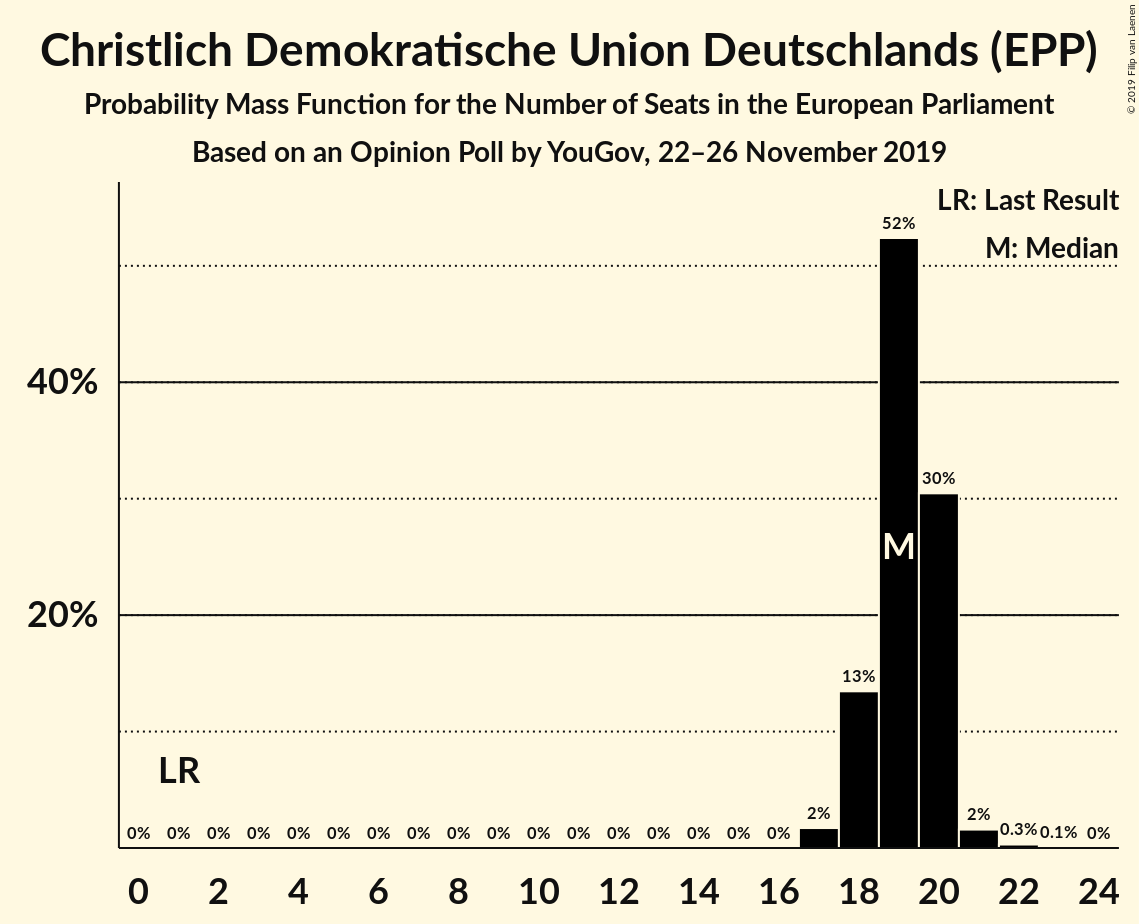 Christlich Demokratische Union Deutschlands (EPP)
Probability Mass Function for the Number of Seats in the European Parliament
Based on an Opinion Poll by YouGov, 22–26 November 2019
© 2019 Filip van Laenen
LR: Last Result
M: Median
52%
40%
30%
M
20%
13%
LR
0% 0% 0% 0% 0% 0% 0% 0% 0% 0% 0% 0% 0% 0% 0% 0% 0% 2% 2% 0.3% 0.1% 0%
0 2 4 6 8 10 12 14 16 18 20 22 24